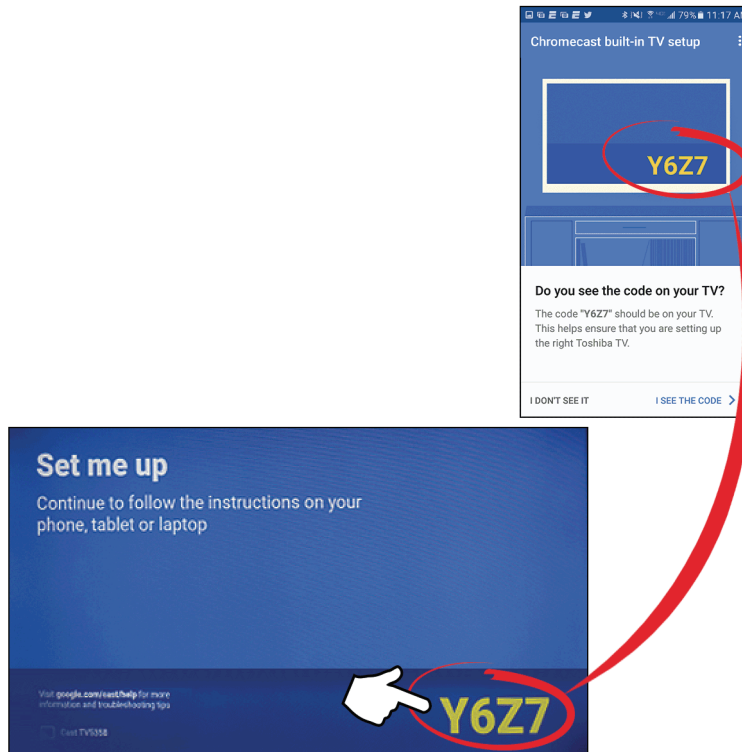 79% 11:17 AM
Chromecast built-in TV setup
Y6Z7
Do you see the code on your TV?
The code "Y6Z7" should be on your TV.
This helps ensure that you are setting up
the right Toshiba TV.
I DON'T SEE IT
I SEE THE CODE
Set me up
Continue to follow the instructions on your
phone, tablet or laptop
Visit google.com/cast/help for more
information and troubleshooting tips
Cast TV5358
Y6Z7